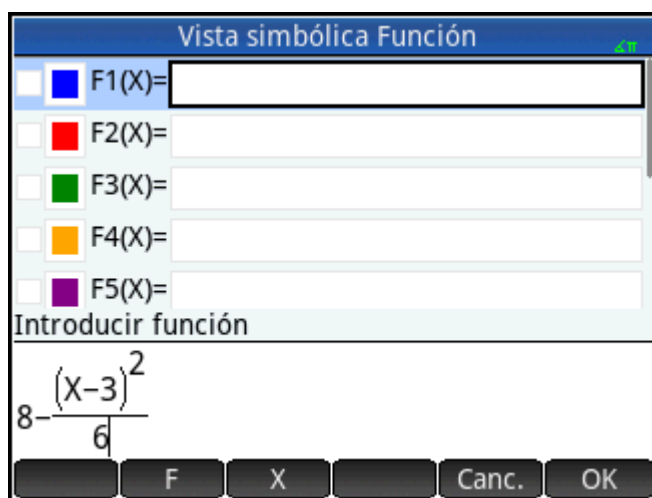 Vista simbólica Función
∡π
F1(X)=
F2(X)=
F3(X)=
F4(X)=
F5(X)=
Introducir función
8-(X-3)²/6
F X Canc. OK